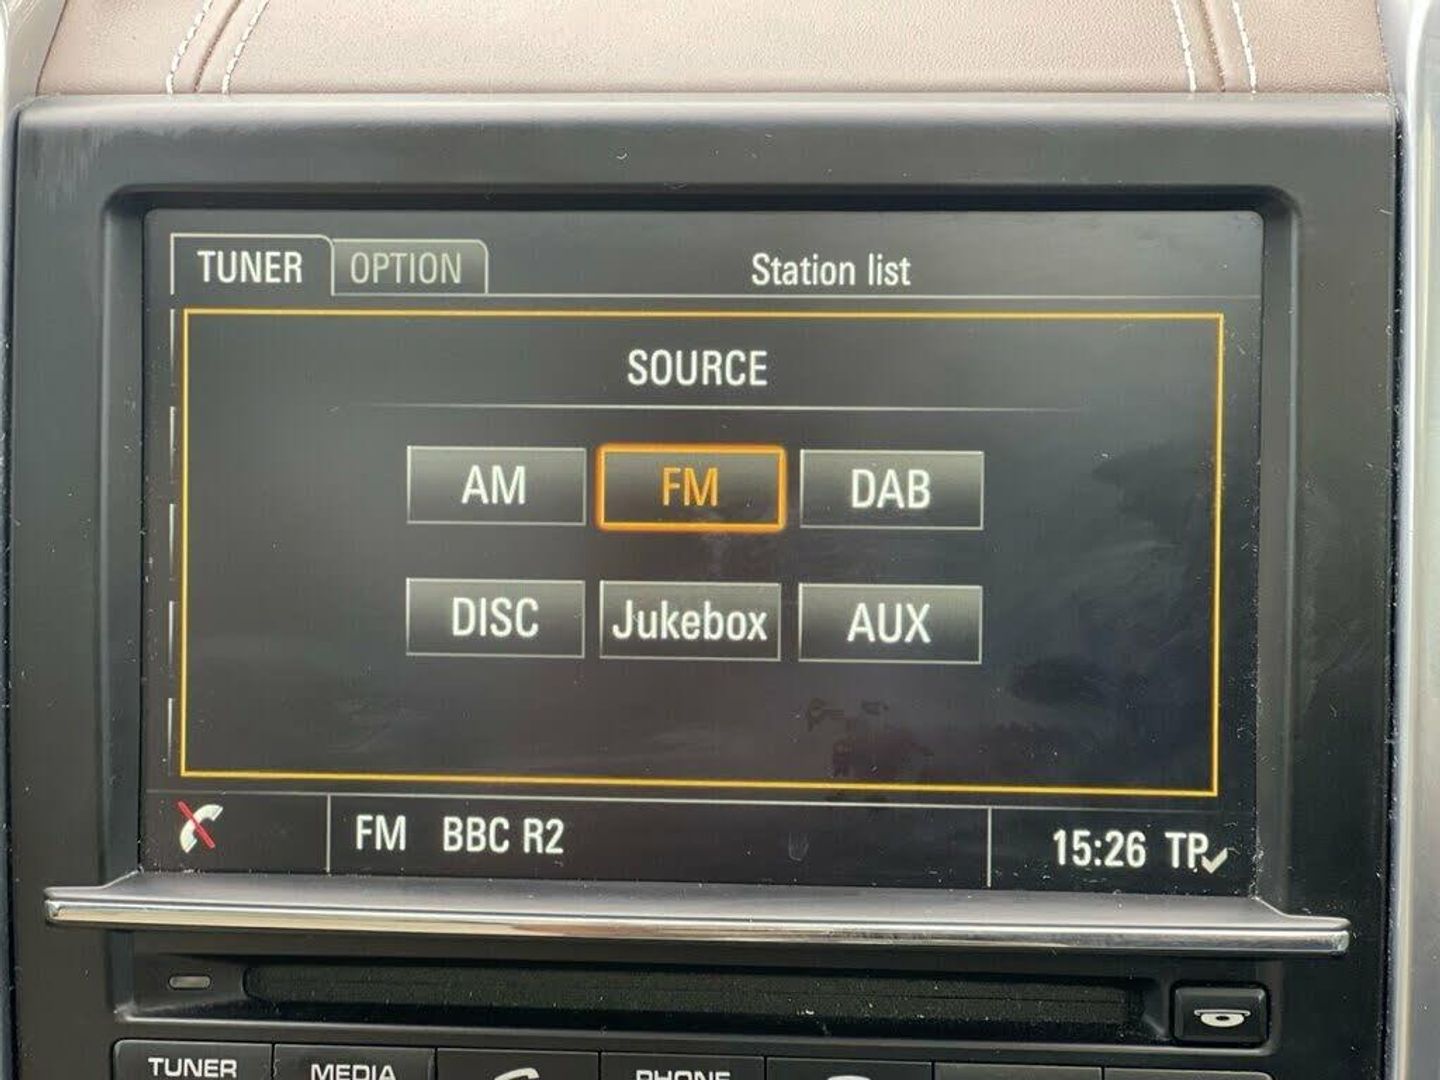 TUNER OPTION Station list
SOURCE
AM FM DAB
DISC Jukebox AUX
FM BBC R2 15:26 TP
TUNER MEDIA PHONE